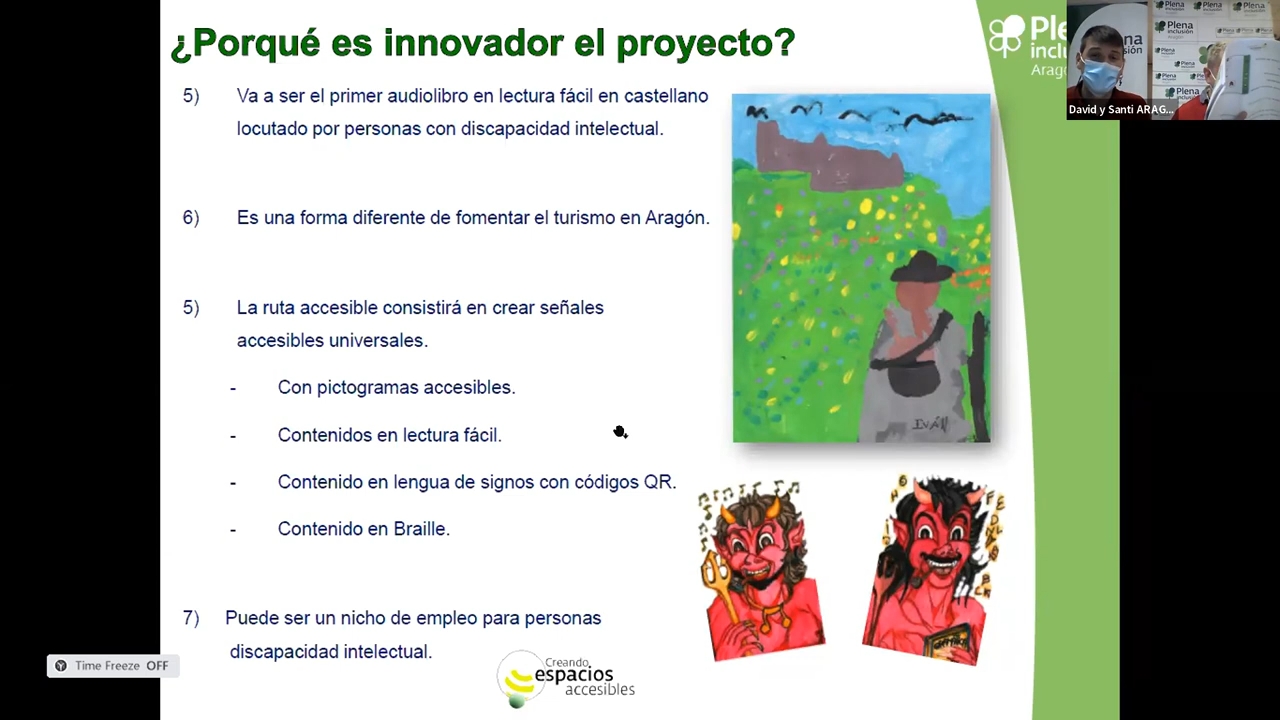 ¿Porqué es innovador el proyecto?
5) Va a ser el primer audiolibro en lectura fácil en castellano
locutado por personas con discapacidad intelectual.
6) Es una forma diferente de fomentar el turismo en Aragón.
5) La ruta accesible consistirá en crear señales
accesibles universales.
- Con pictogramas accesibles.
- Contenidos en lectura fácil.
- Contenido en lengua de signos con códigos QR.
- Contenido en Braille.
7) Puede ser un nicho de empleo para personas
discapacidad intelectual.
Creando
espacios
accesibles
Time Freeze OFF
IVÁN
Plena
inclusión
Aragón
David y Santi ARAG...